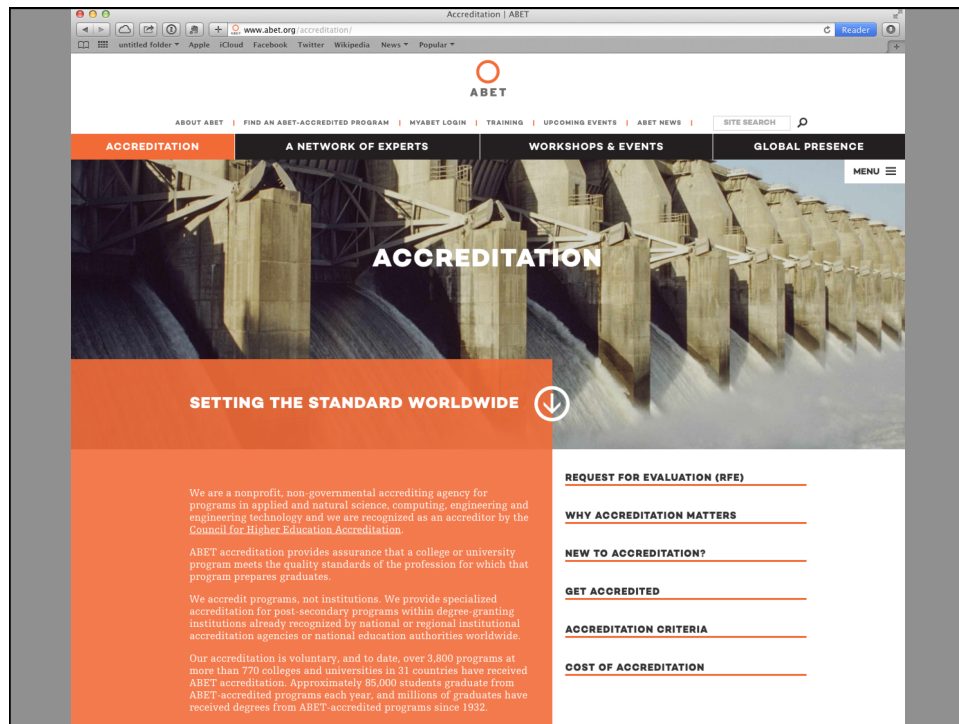 Accreditation | ABET
www.abet.org/accreditation/
Reader
untitled folder Apple iCloud Facebook Twitter Wikipedia News Popular
ABET
ABOUT ABET | FIND AN ABET-ACCREDITED PROGRAM | MYABET LOGIN | TRAINING | UPCOMING EVENTS | ABET NEWS |
SITE SEARCH
ACCREDITATION
A NETWORK OF EXPERTS
WORKSHOPS & EVENTS
GLOBAL PRESENCE
MENU
ACCREDITATION
SETTING THE STANDARD WORLDWIDE
We are a nonprofit, non-governmental accrediting agency for
programs in applied and natural science, computing, engineering and
engineering technology and we are recognized as an accreditor by the
Council for Higher Education Accreditation.
ABET accreditation provides assurance that a college or university
program meets the quality standards of the profession for which that
program prepares graduates.
We accredit programs, not institutions. We provide specialized
accreditation for post-secondary programs within degree-granting
institutions already recognized by national or regional institutional
accreditation agencies or national education authorities worldwide.
Our accreditation is voluntary, and to date, over 3,800 programs at
more than 770 colleges and universities in 31 countries have received
ABET accreditation. Approximately 85,000 students graduate from
ABET-accredited programs each year, and millions of graduates have
received degrees from ABET-accredited programs since 1932.
REQUEST FOR EVALUATION (RFE)
WHY ACCREDITATION MATTERS
NEW TO ACCREDITATION?
GET ACCREDITED
ACCREDITATION CRITERIA
COST OF ACCREDITATION